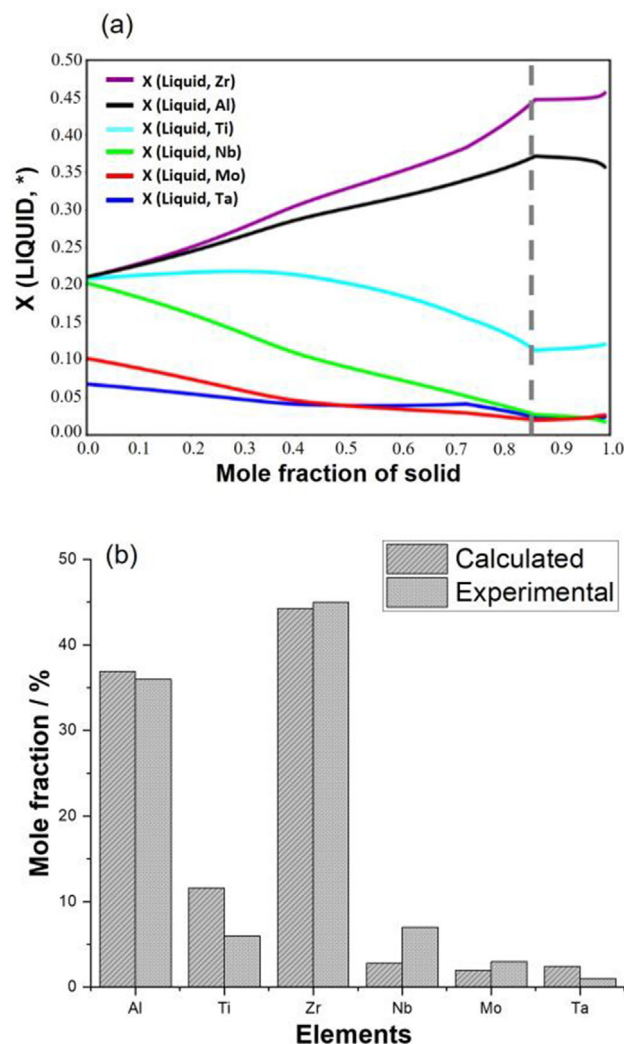 (a)
X (LIQUID, *)
0.50
0.45
0.40
0.35
0.30
0.25
0.20
0.15
0.10
0.05
0.00
X (Liquid, Zr)
X (Liquid, Al)
X (Liquid, Ti)
X (Liquid, Nb)
X (Liquid, Mo)
X (Liquid, Ta)
0.0 0.1 0.2 0.3 0.4 0.5 0.6 0.7 0.8 0.9 1.0
Mole fraction of solid
(b)
Mole fraction / %
50
40
30
20
10
0
Calculated
Experimental
Al Ti Zr Nb Mo Ta
Elements